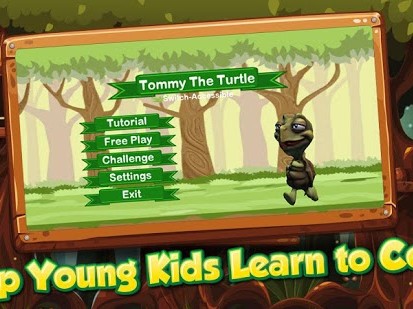 Tommy The Turtle
Switch-Accessible
Tutorial
Free Play
Challenge
Settings
Exit
p Young Kids Learn to Co